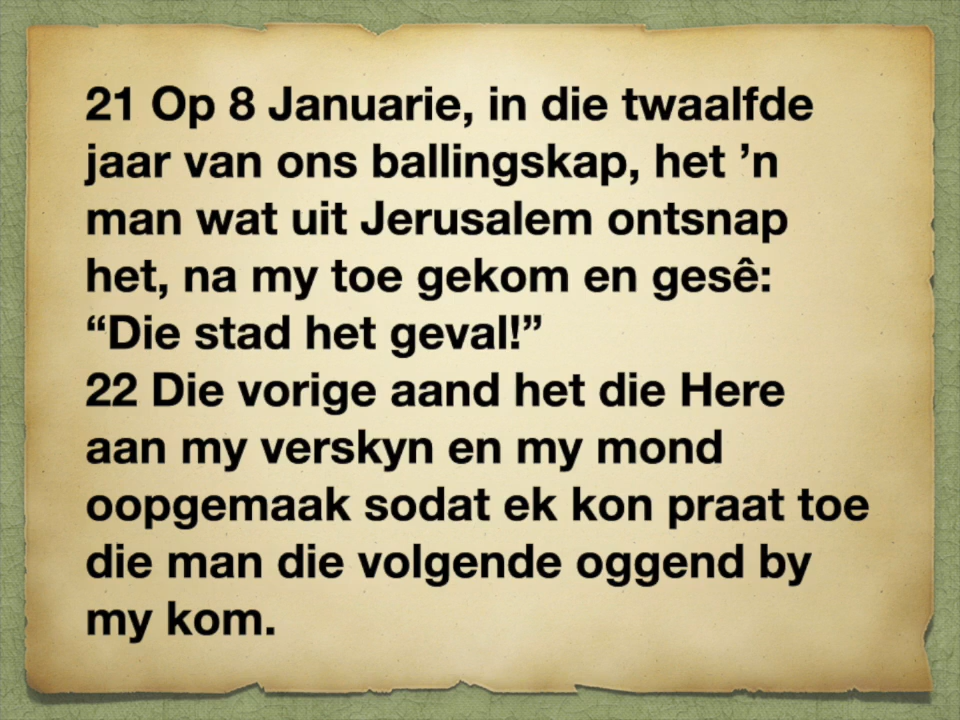 21 Op 8 Januarie, in die twaalfde
jaar van ons ballingskap, het ’n
man wat uit Jerusalem ontsnap
het, na my toe gekom en gesê:
“Die stad het geval!”
22 Die vorige aand het die Here
aan my verskyn en my mond
oopgemaak sodat ek kon praat toe
die man die volgende oggend by
my kom.